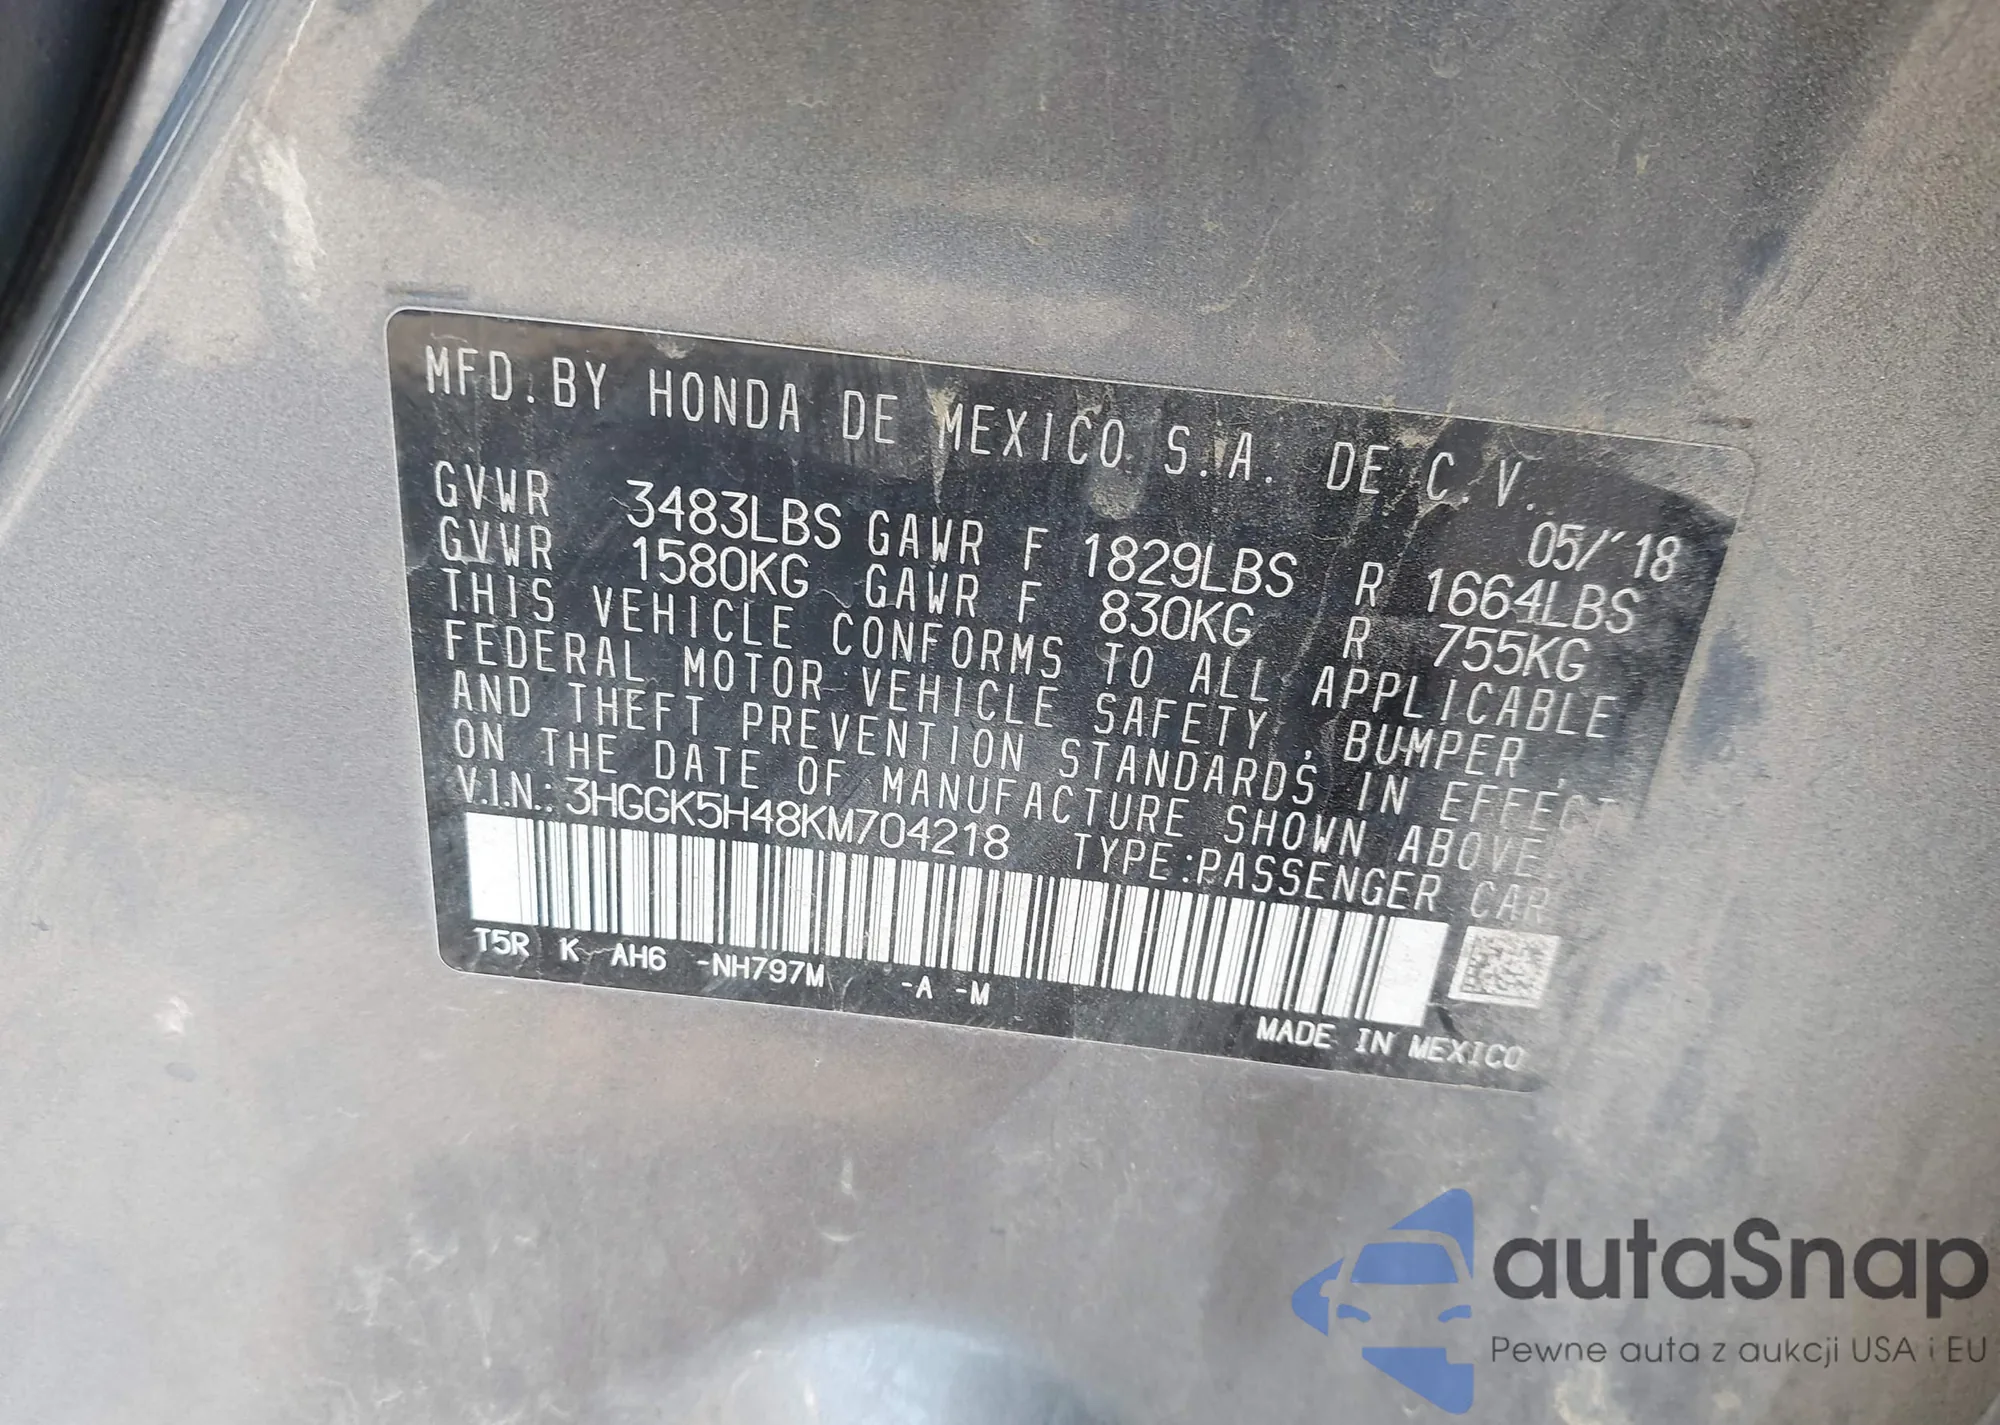 MFD.BY HONDA DE MEXICO S.A. DE C.V.
05/'18
GVWR 3483LBS GAWR F 1829LBS R 1664LBS
GVWR 1580KG GAWR F 830KG R 755KG
THIS VEHICLE CONFORMS TO ALL APPLICABLE
FEDERAL MOTOR VEHICLE SAFETY, BUMPER,
AND THEFT PREVENTION STANDARDS IN EFFECT
ON THE DATE OF MANUFACTURE SHOWN ABOVE
V.I.N.: 3HGGK5H48KM704218 TYPE:PASSENGER CAR
T5R K AH6 -NH797M -A -M
MADE IN MEXICO
autaSnap
Pewne auta z aukcji USA i EU